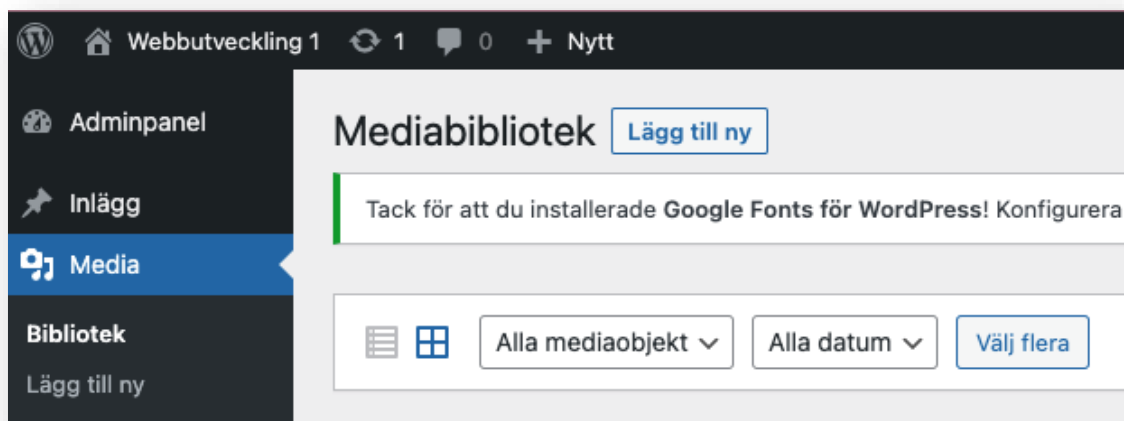 Webbutveckling 1 1 0 + Nytt
Adminpanel
Inlägg
Media
Bibliotek
Lägg till ny
Mediabibliotek Lägg till ny
Tack för att du installerade Google Fonts för WordPress! Konfigurera
Alla mediaobjekt Alla datum Välj flera